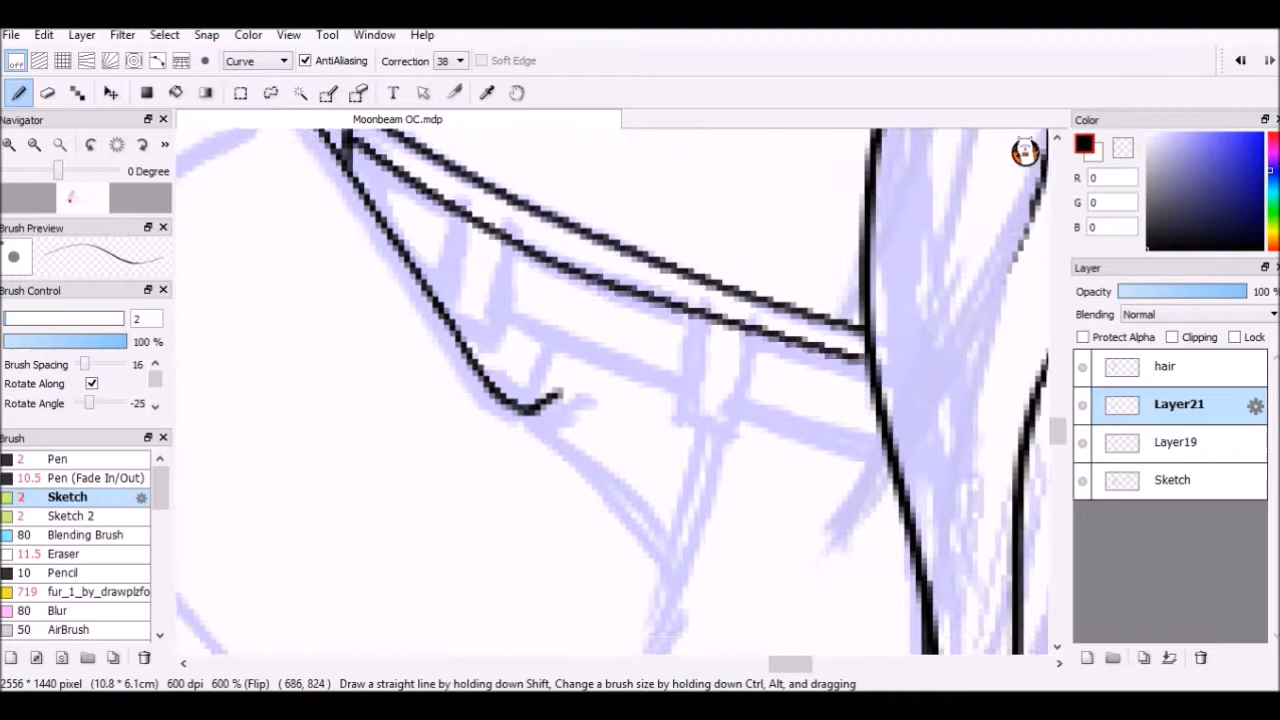 File Edit Layer Filter Select Snap Color View Tool Window Help
off Curve AntiAliasing Correction 38 Soft Edge
Navigator
Moonbeam OC.mdp
Color
0 Degree
R 0
G 0
B 0
Brush Preview
Brush Control
2
100 %
Brush Spacing 16
Rotate Along
Rotate Angle -25
Layer
Opacity 100 %
Blending Normal
Protect Alpha Clipping Lock
hair
Layer21
Layer19
Sketch
Brush
2 Pen
10.5 Pen (Fade In/Out)
2 Sketch
2 Sketch 2
80 Blending Brush
11.5 Eraser
10 Pencil
719 fur_1_by_drawplzfo
80 Blur
50 AirBrush
2556 * 1440 pixel (10.8 * 6.1cm) 600 dpi 600 % (Flip) ( 686, 824 ) Draw a straight line by holding down Shift, Change a brush size by holding down Ctrl, Alt, and dragging